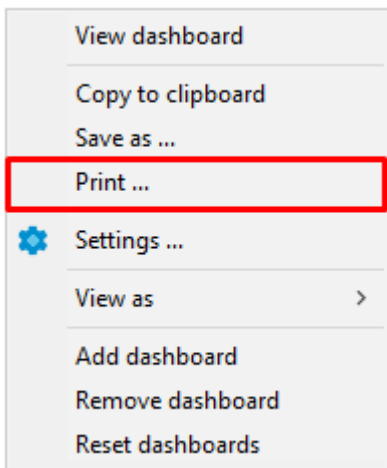 View dashboard
Copy to clipboard
Save as ...
Print ...
Settings ...
View as
Add dashboard
Remove dashboard
Reset dashboards